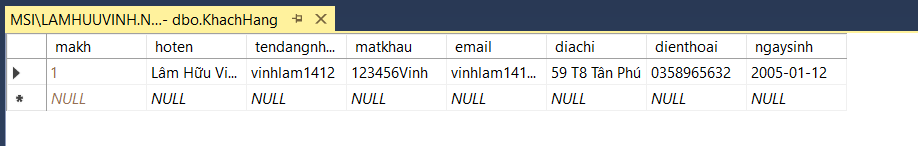 MSI\LAMHUUVINH.N...- dbo.KhachHang
makh hoten tendangnh... matkhau email diachi dienthoai ngaysinh
1 Lâm Hữu Vi... vinhlam1412 123456Vinh vinhlam141... 59 T8 Tân Phú 0358965632 2005-01-12
NULL NULL NULL NULL NULL NULL NULL NULL